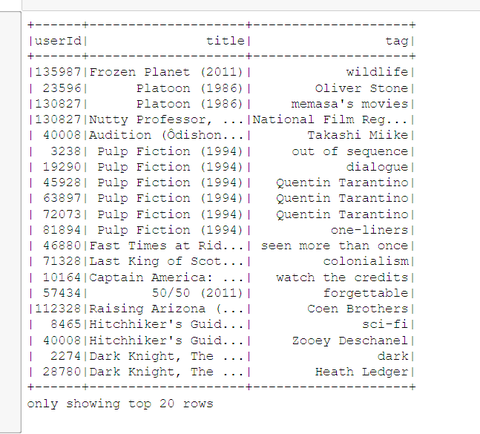 +------+--------------------+--------------------+
|userId|               title|                 tag|
+------+--------------------+--------------------+
|135987|Frozen Planet (2011)|            wildlife|
| 23596|      Platoon (1986)|        Oliver Stone|
|130827|      Platoon (1986)|     memasa's movies|
|130827|Nutty Professor, ...|National Film Reg...|
| 40008|Audition (Ôdishon...|       Takashi Miike|
|  3238| Pulp Fiction (1994)|     out of sequence|
| 19290| Pulp Fiction (1994)|            dialogue|
| 45928| Pulp Fiction (1994)|   Quentin Tarantino|
| 63897| Pulp Fiction (1994)|   Quentin Tarantino|
| 72073| Pulp Fiction (1994)|   Quentin Tarantino|
| 81894| Pulp Fiction (1994)|          one-liners|
| 46880|Fast Times at Rid...| seen more than once|
| 71328|Last King of Scot...|         colonialism|
| 10164|Captain America: ...|   watch the credits|
| 57434|        50/50 (2011)|         forgettable|
|112328|Raising Arizona (...|       Coen Brothers|
|  8465|Hitchhiker's Guid...|              sci-fi|
| 40008|Hitchhiker's Guid...|     Zooey Deschanel|
|  2274|Dark Knight, The ...|                dark|
| 28780|Dark Knight, The ...|        Heath Ledger|
+------+--------------------+--------------------+
only showing top 20 rows